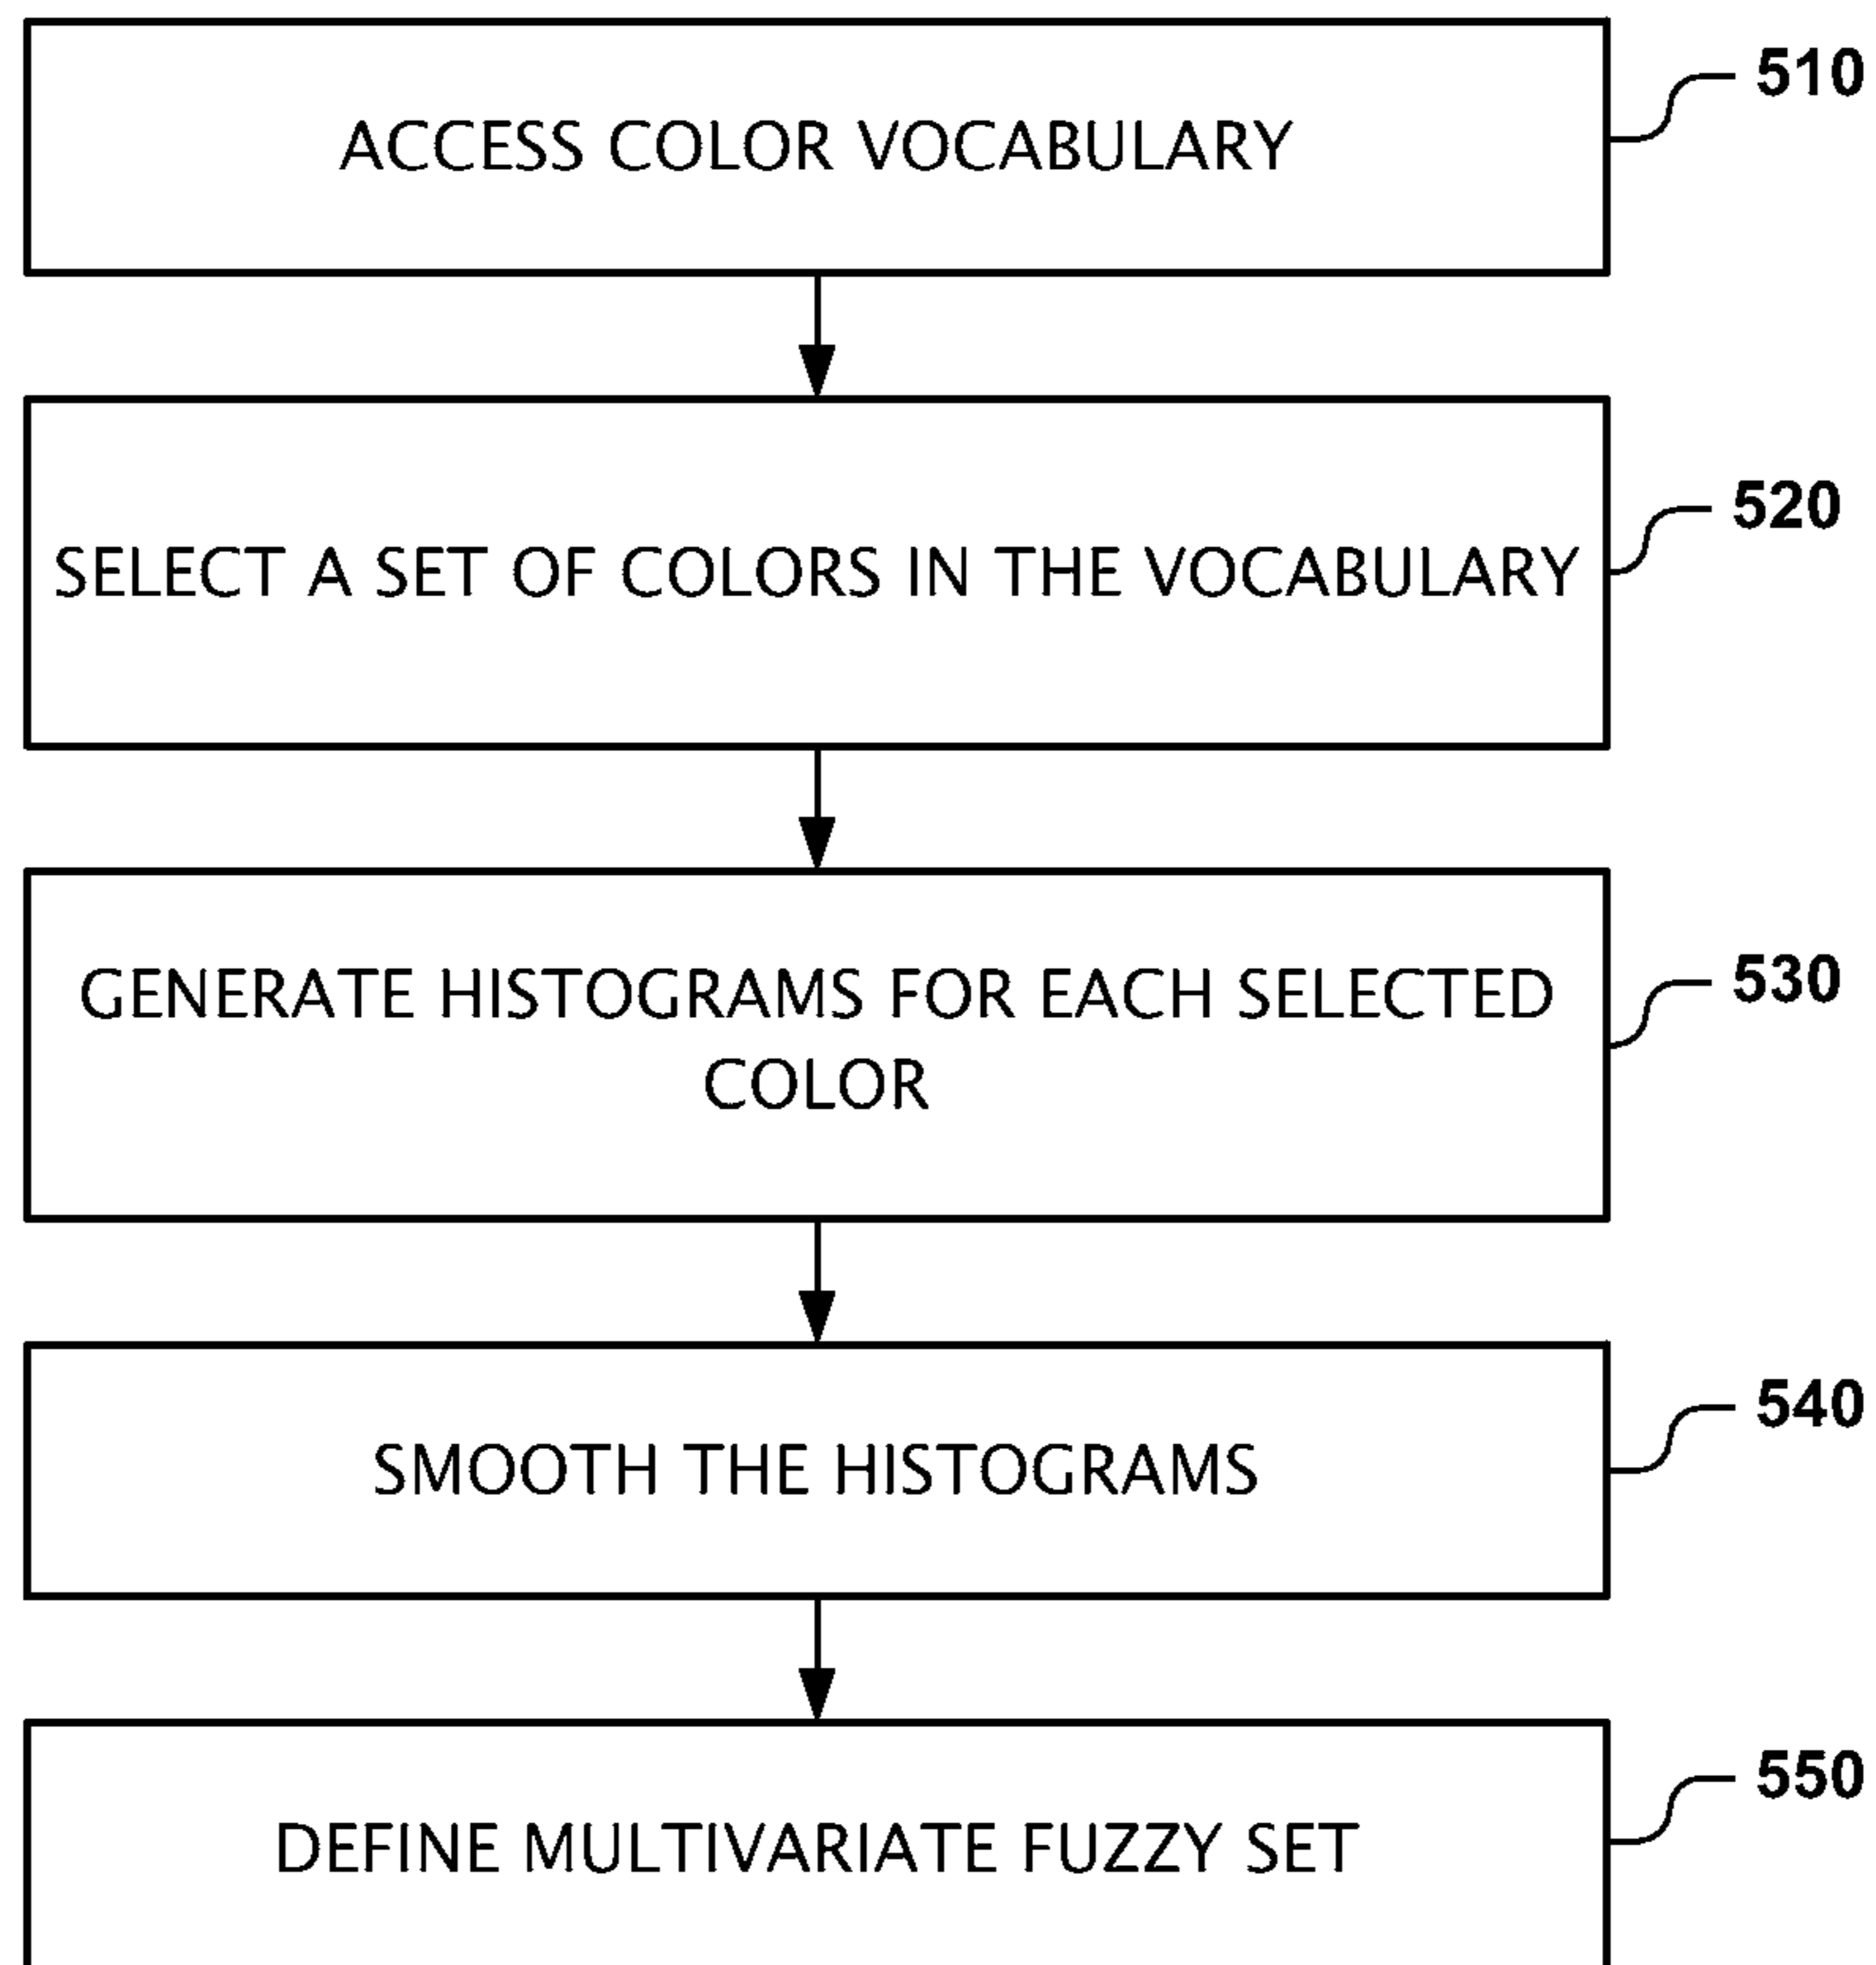 510
ACCESS COLOR VOCABULARY
520
SELECT A SET OF COLORS IN THE VOCABULARY
530
GENERATE HISTOGRAMS FOR EACH SELECTED
COLOR
540
SMOOTH THE HISTOGRAMS
550
DEFINE MULTIVARIATE FUZZY SET